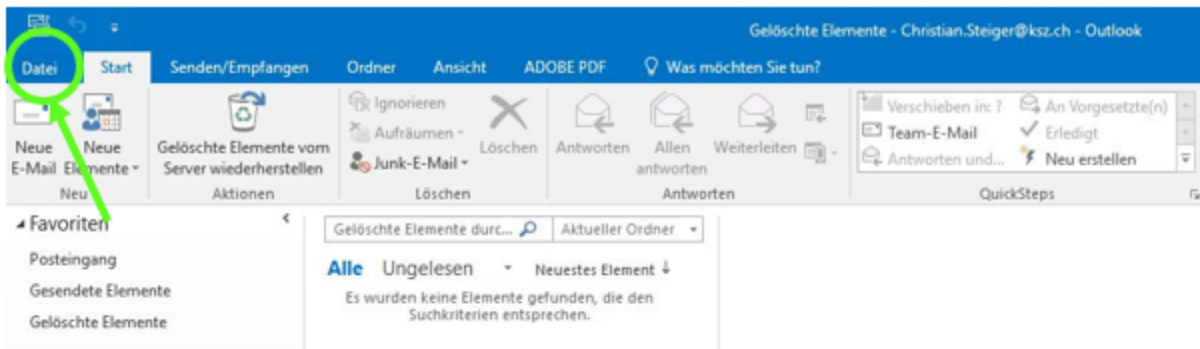 Gelöschte Elemente - Christian.Steiger@ksz.ch - Outlook
Datei Start Senden/Empfangen Ordner Ansicht ADOBE PDF Was möchten Sie tun?
Neue E-Mail
Neue Elemente
Neu
Gelöschte Elemente vom
Server wiederherstellen
Aktionen
Ignorieren
Aufräumen
Junk-E-Mail
Löschen
Löschen
Antworten
Allen
antworten
Weiterleiten
Antworten
Verschieben in: ?
Team-E-Mail
Antworten und...
An Vorgesetzte(n)
Erledigt
Neu erstellen
QuickSteps
Favoriten
Posteingang
Gesendete Elemente
Gelöschte Elemente
Gelöschte Elemente durc... Aktueller Ordner
Alle Ungelesen Neuestes Element ↓
Es wurden keine Elemente gefunden, die den
Suchkriterien entsprechen.